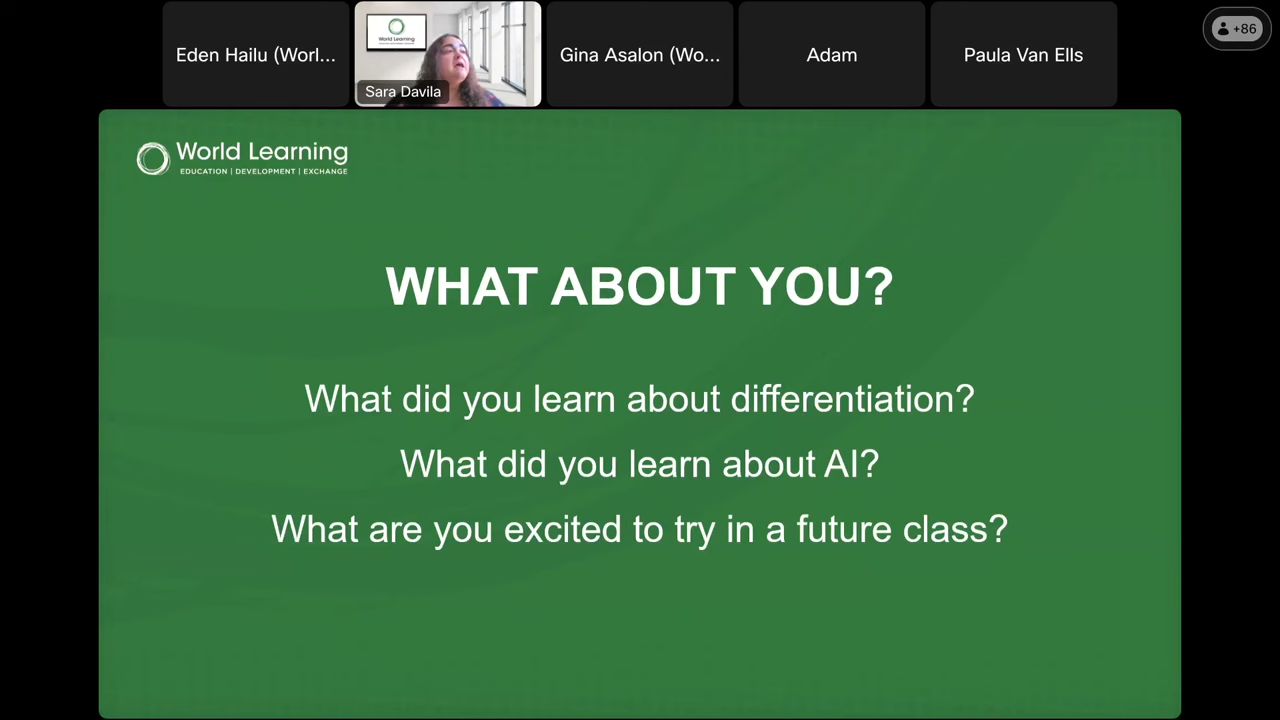 Eden Hailu (Worl...
World Learning
Sara Davila
Gina Asalon (Wo...
Adam
Paula Van Ells
+86
World Learning
EDUCATION | DEVELOPMENT | EXCHANGE
WHAT ABOUT YOU?
What did you learn about differentiation?
What did you learn about AI?
What are you excited to try in a future class?